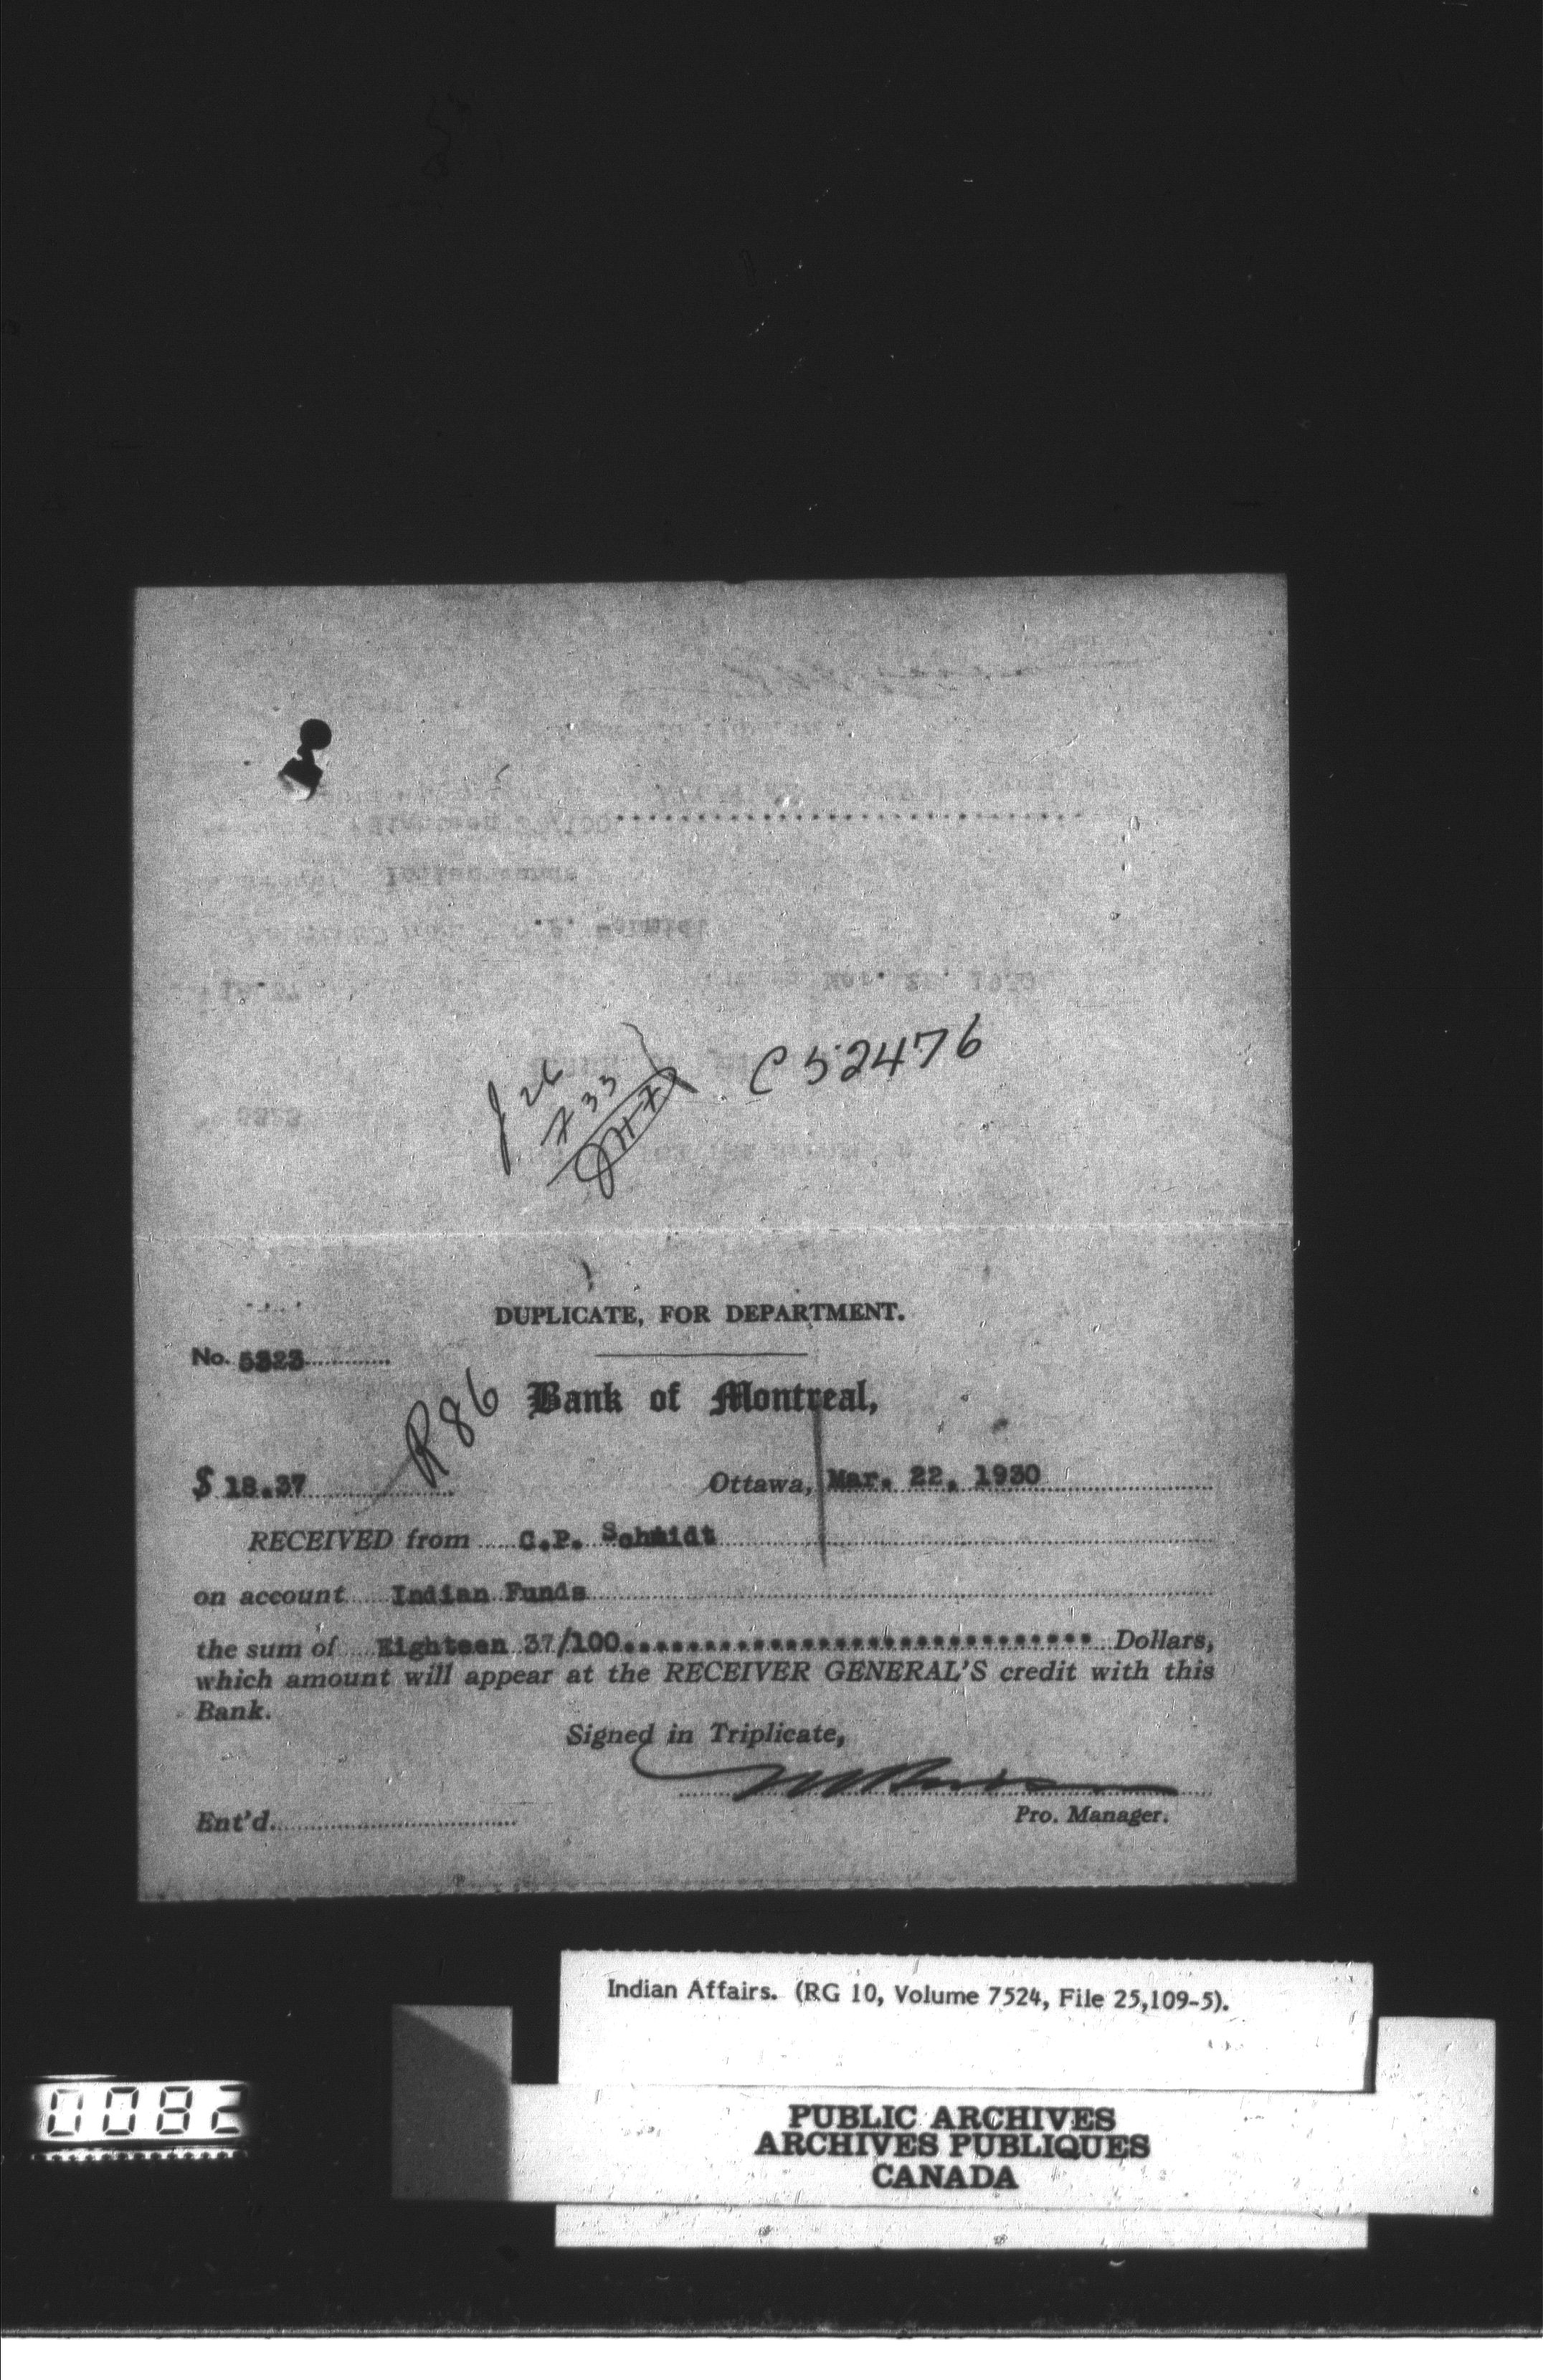 C 52476
DUPLICATE, FOR DEPARTMENT.
No. 5323
R 86
Bank of Montreal,
$ 18.37 Ottawa, Mar. 22, 1930
RECEIVED from C.P. Schmidt
on account Indian Funds
the sum of Eighteen 37/100 Dollars,
which amount will appear at the RECEIVER GENERAL'S credit with this
Bank.
Signed in Triplicate,
Pro. Manager.
Ent'd.
Indian Affairs. (RG 10, Volume 7524, File 25,109-5).
PUBLIC ARCHIVES
ARCHIVES PUBLIQUES
CANADA
0082